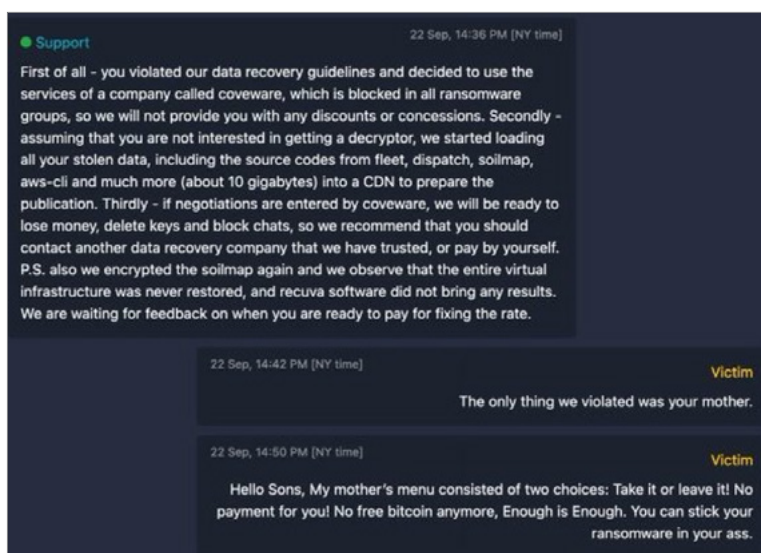 Support
22 Sep, 14:36 PM [NY time]
First of all - you violated our data recovery guidelines and decided to use the
services of a company called coveware, which is blocked in all ransomware
groups, so we will not provide you with any discounts or concessions. Secondly -
assuming that you are not interested in getting a decryptor, we started loading
all your stolen data, including the source codes from fleet, dispatch, soilmap,
aws-cli and much more (about 10 gigabytes) into a CDN to prepare the
publication. Thirdly - if negotiations are entered by coveware, we will be ready to
lose money, delete keys and block chats, so we recommend that you should
contact another data recovery company that we have trusted, or pay by yourself.
P.S. also we encrypted the soilmap again and we observe that the entire virtual
infrastructure was never restored, and recuva software did not bring any results.
We are waiting for feedback on when you are ready to pay for fixing the rate.
22 Sep, 14:42 PM [NY time]
Victim
The only thing we violated was your mother.
22 Sep, 14:50 PM [NY time]
Victim
Hello Sons, My mother's menu consisted of two choices: Take it or leave it! No
payment for you! No free bitcoin anymore, Enough is Enough. You can stick your
ransomware in your ass.